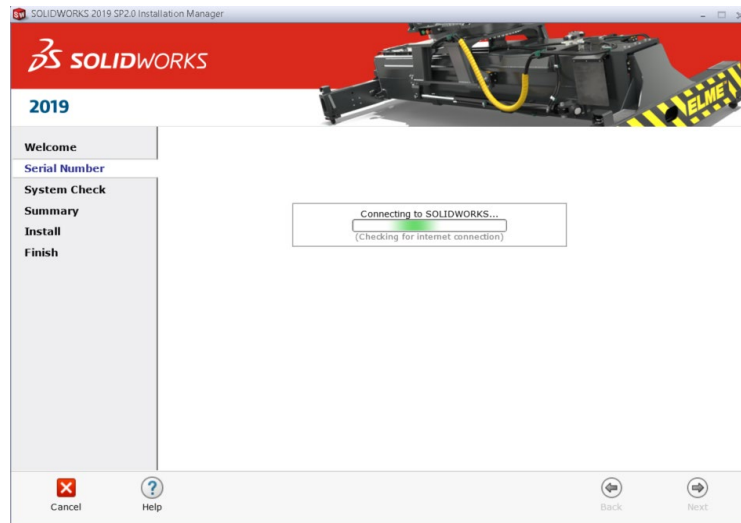 SOLIDWORKS 2019 SP2.0 Installation Manager
SOLIDWORKS
ELME
2019
Welcome
Serial Number
System Check
Summary
Install
Finish
Connecting to SOLIDWORKS...
(Checking for internet connection)
Cancel
Help
Back
Next